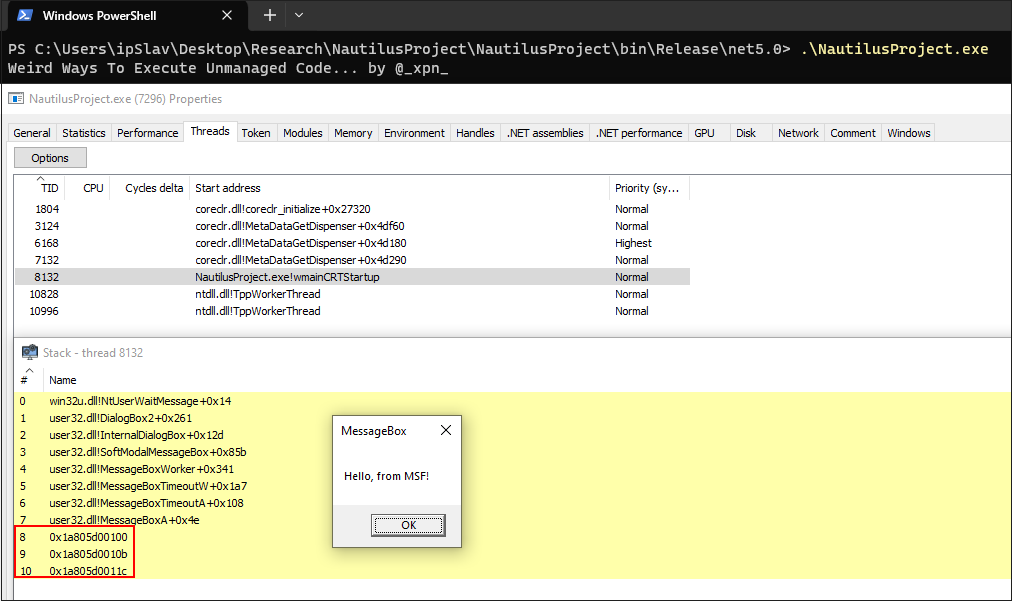 Windows PowerShell
PS C:\Users\ipSlav\Desktop\Research\NautilusProject\NautilusProject\bin\Release\net5.0> .\NautilusProject.exe
Weird Ways To Execute Unmanaged Code... by @_xpn_
NautilusProject.exe (7296) Properties
General Statistics Performance Threads Token Modules Memory Environment Handles .NET assemblies .NET performance GPU Disk Network Comment Windows
Options
TID CPU Cycles delta Start address Priority (sy...
1804 coreclr.dll!coreclr_initialize+0x27320 Normal
3124 coreclr.dll!MetaDataGetDispenser+0x4df60 Normal
6168 coreclr.dll!MetaDataGetDispenser+0x4d180 Highest
7132 coreclr.dll!MetaDataGetDispenser+0x4d290 Normal
8132 NautilusProject.exe!wmainCRTStartup Normal
10828 ntdll.dll!TppWorkerThread Normal
10996 ntdll.dll!TppWorkerThread Normal
Stack - thread 8132
# Name
0 win32u.dll!NtUserWaitMessage+0x14
1 user32.dll!DialogBox2+0x261
2 user32.dll!InternalDialogBox+0x12d
3 user32.dll!SoftModalMessageBox+0x85b
4 user32.dll!MessageBoxWorker+0x341
5 user32.dll!MessageBoxTimeoutW+0x1a7
6 user32.dll!MessageBoxTimeoutA+0x108
7 user32.dll!MessageBoxA+0x4e
8 0x1a805d00100
9 0x1a805d0010b
10 0x1a805d0011c
MessageBox
Hello, from MSF!
OK